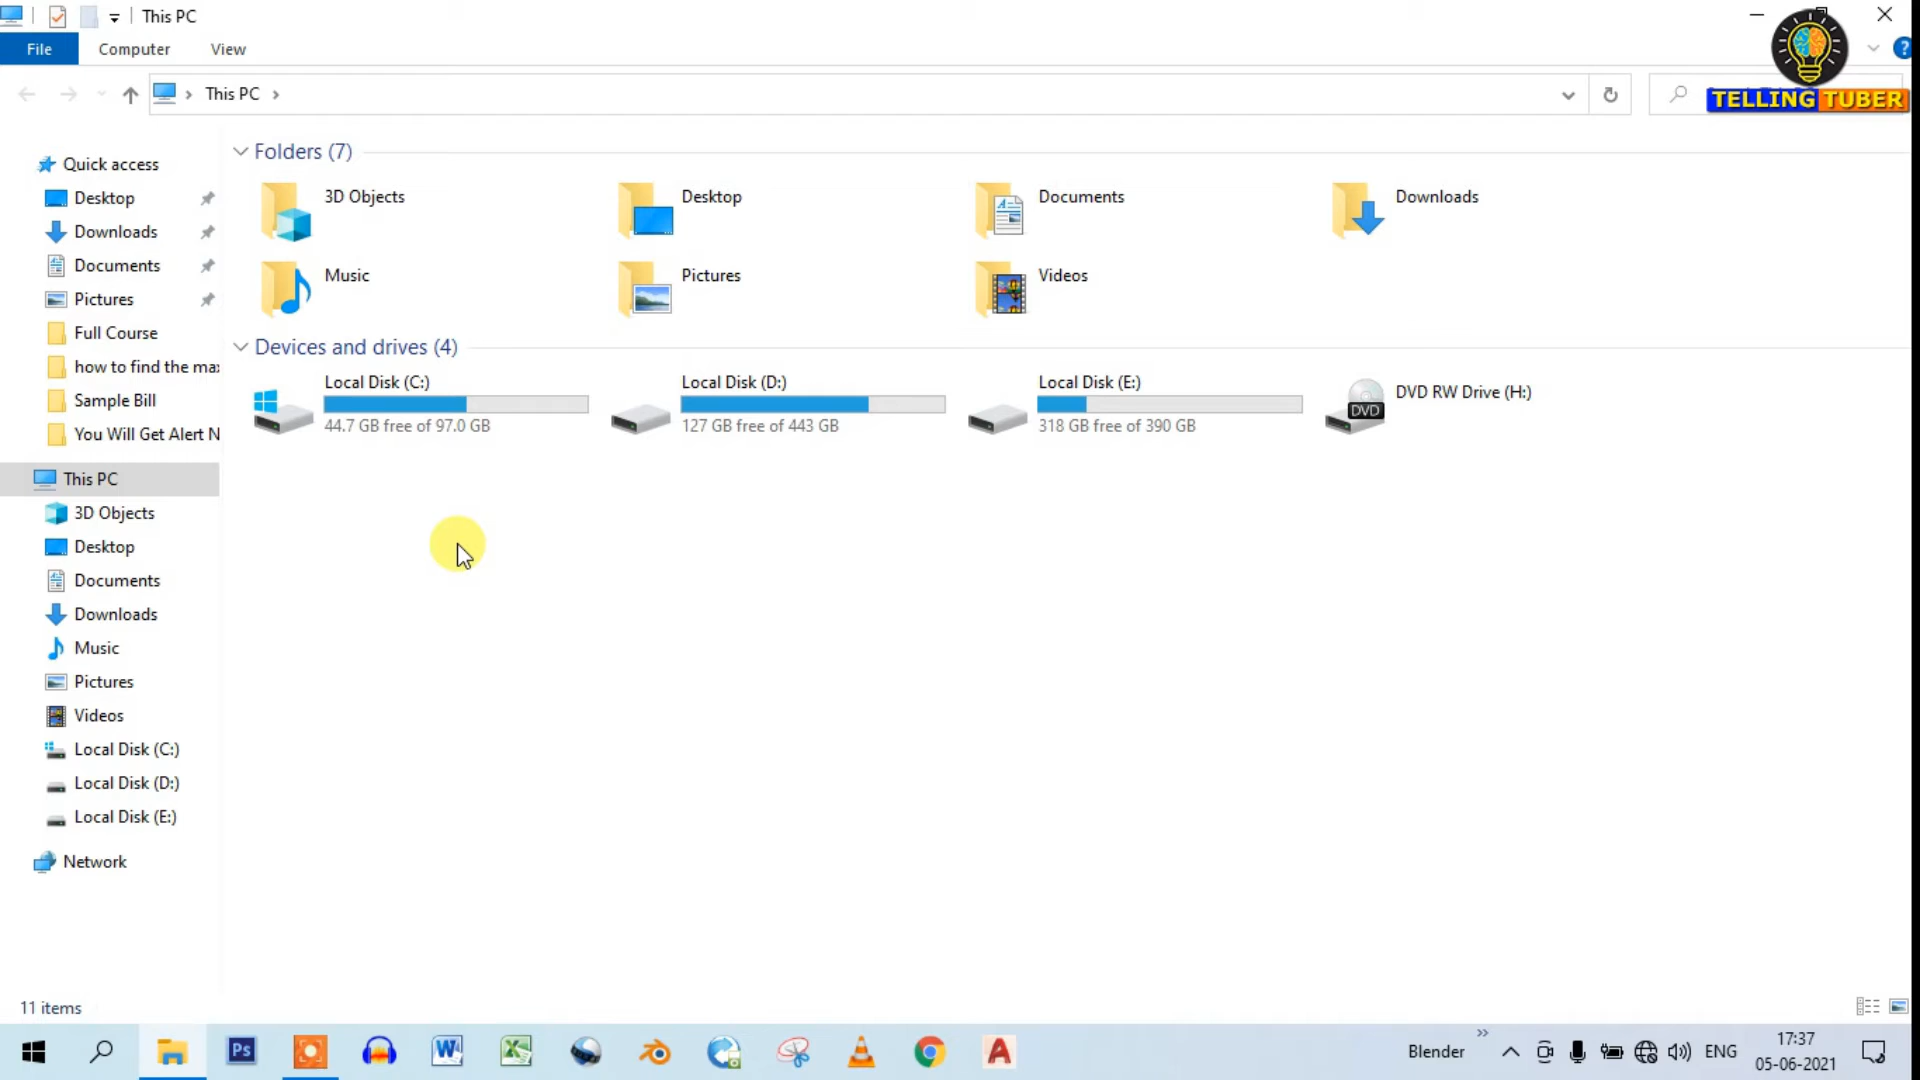 This PC
File Computer View
This PC
TELLING TUBER
Quick access
Desktop
Downloads
Documents
Pictures
Full Course
how to find the ma
Sample Bill
You Will Get Alert N
This PC
3D Objects
Desktop
Documents
Downloads
Music
Pictures
Videos
Local Disk (C:)
Local Disk (D:)
Local Disk (E:)
Network
Folders (7)
3D Objects
Desktop
Documents
Downloads
Music
Pictures
Videos
Devices and drives (4)
Local Disk (C:)
44.7 GB free of 97.0 GB
Local Disk (D:)
127 GB free of 443 GB
Local Disk (E:)
318 GB free of 390 GB
DVD RW Drive (H:)
DVD
11 items
Ps
Blender
ENG
17:37
05-06-2021